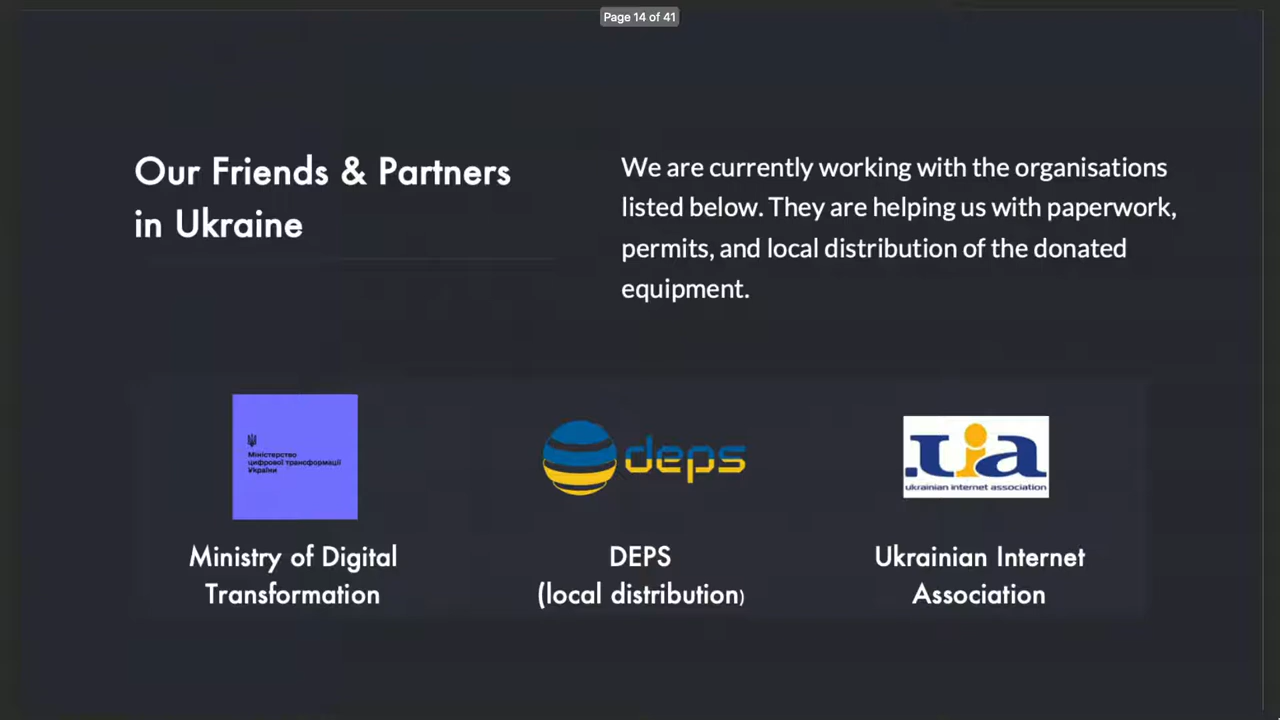 Page 14 of 41
Our Friends & Partners
in Ukraine
We are currently working with the organisations
listed below. They are helping us with paperwork,
permits, and local distribution of the donated
equipment.
Міністерство
цифрової трансформації
України
deps
.uia
ukrainian internet association
Ministry of Digital
Transformation
DEPS
(local distribution)
Ukrainian Internet
Association